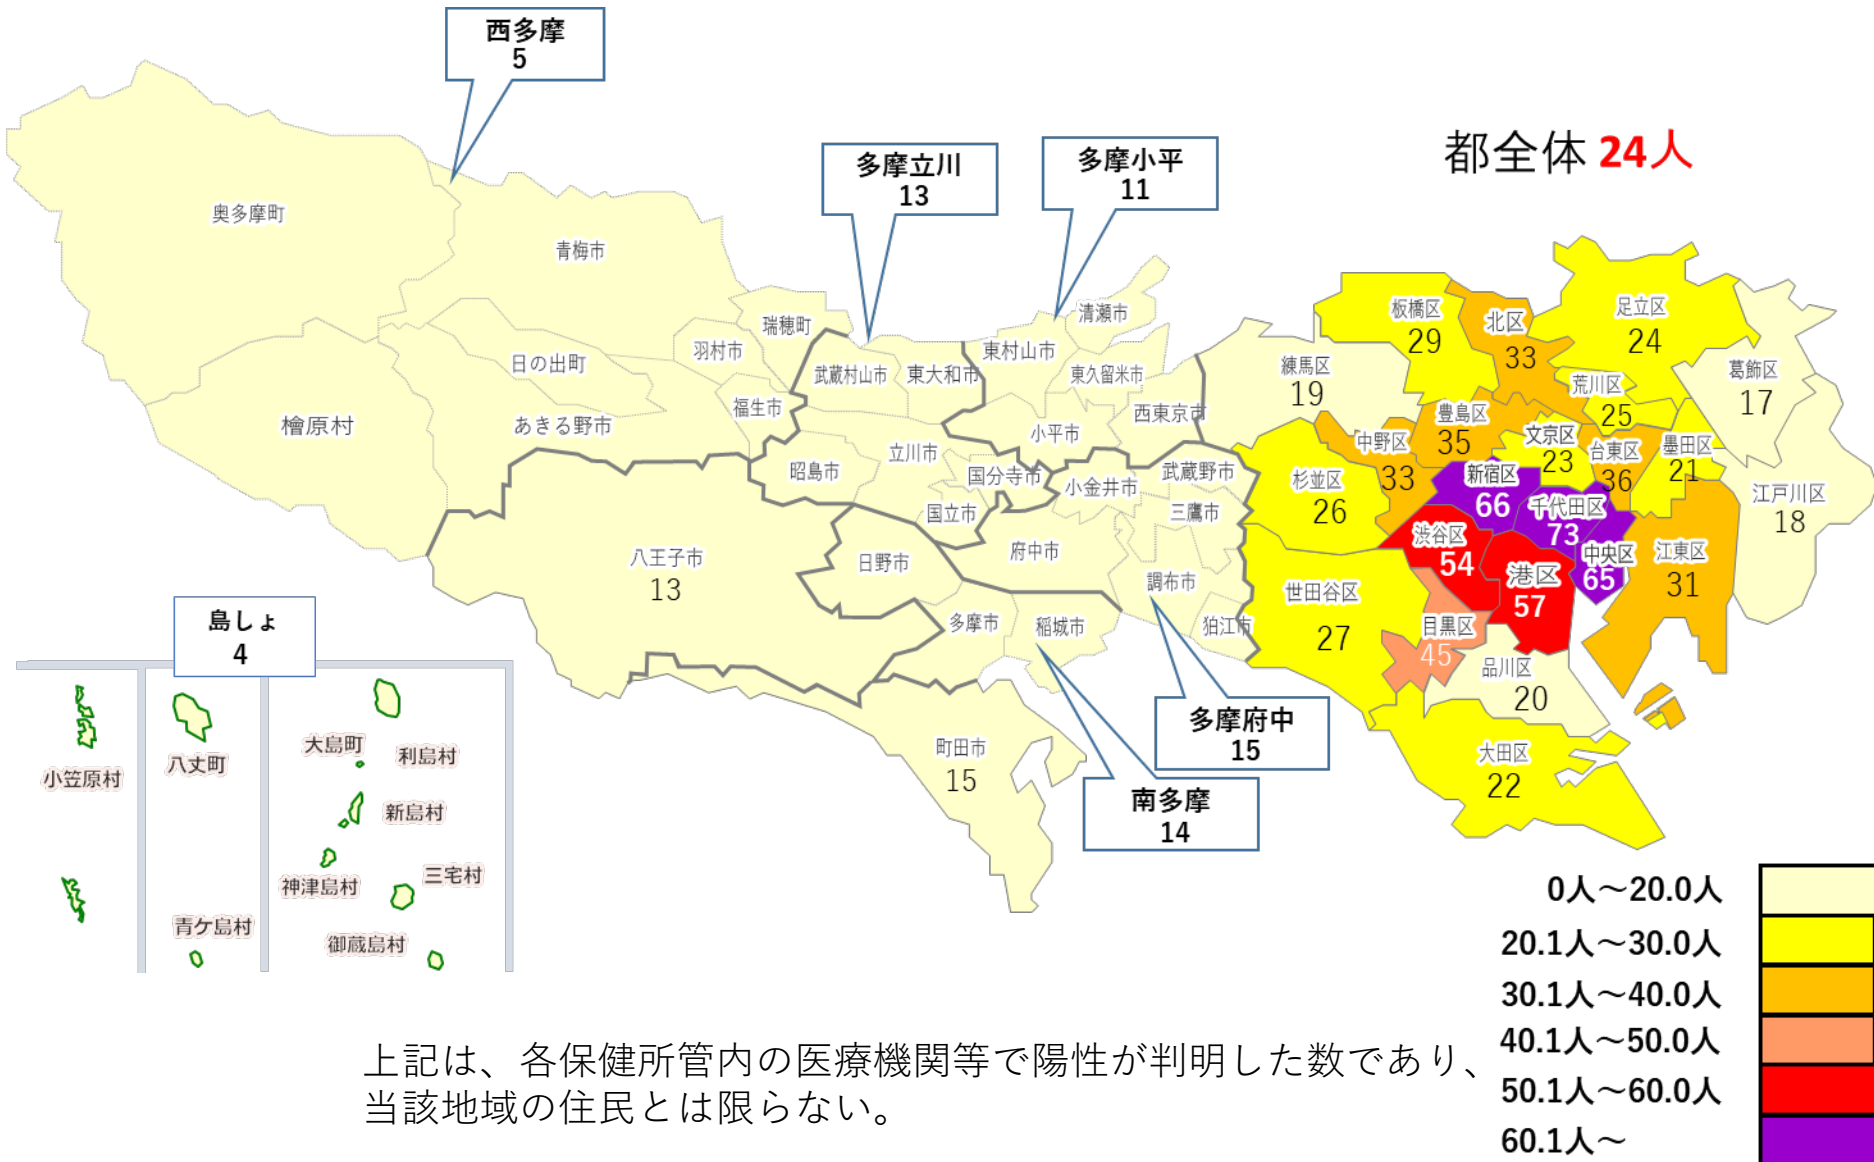 西多摩
5
多摩立川
13
多摩小平
11
都全体 24人
奥多摩町
青梅市
瑞穂町
羽村市
日の出町
福生市
あきる野市
檜原村
武蔵村山市
東大和市
東村山市
清瀬市
東久留米市
西東京市
小平市
昭島市
立川市
国分寺市
国立市
小金井市
武蔵野市
三鷹市
府中市
調布市
狛江市
八王子市
13
日野市
多摩市
稲城市
町田市
15
多摩府中
15
南多摩
14
板橋区
29
北区
33
足立区
24
練馬区
19
荒川区
25
葛飾区
17
豊島区
35
文京区
23
台東区
36
墨田区
21
中野区
33
杉並区
26
新宿区
66
千代田区
73
江戸川区
18
渋谷区
54
港区
57
中央区
65
江東区
31
世田谷区
27
目黒区
45
品川区
20
大田区
22
島しょ
4
小笠原村
八丈町
青ケ島村
大島町
利島村
新島村
神津島村
三宅村
御蔵島村
0人～20.0人
20.1人～30.0人
30.1人～40.0人
40.1人～50.0人
50.1人～60.0人
60.1人～
上記は、各保健所管内の医療機関等で陽性が判明した数であり、
当該地域の住民とは限らない。